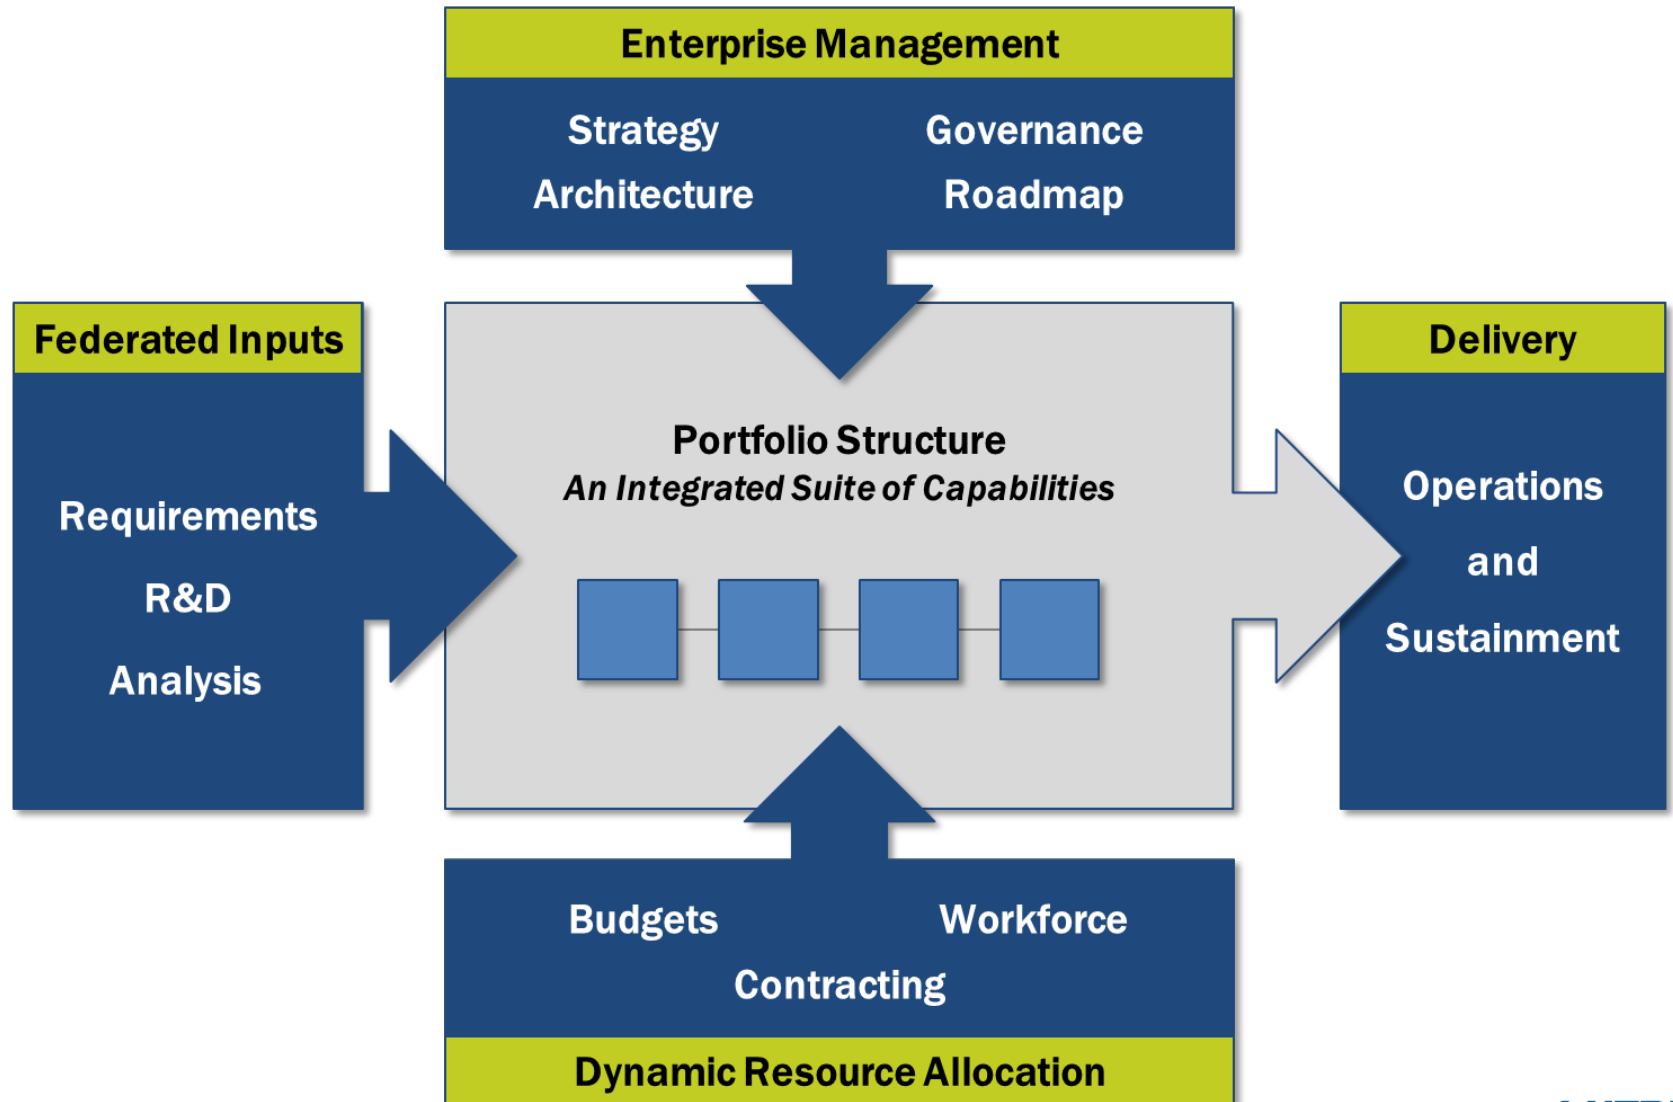 Enterprise Management
Strategy
Governance
Architecture
Roadmap
Federated Inputs
Requirements
R&D
Analysis
Portfolio Structure
An Integrated Suite of Capabilities
Delivery
Operations
and
Sustainment
Budgets
Workforce
Contracting
Dynamic Resource Allocation